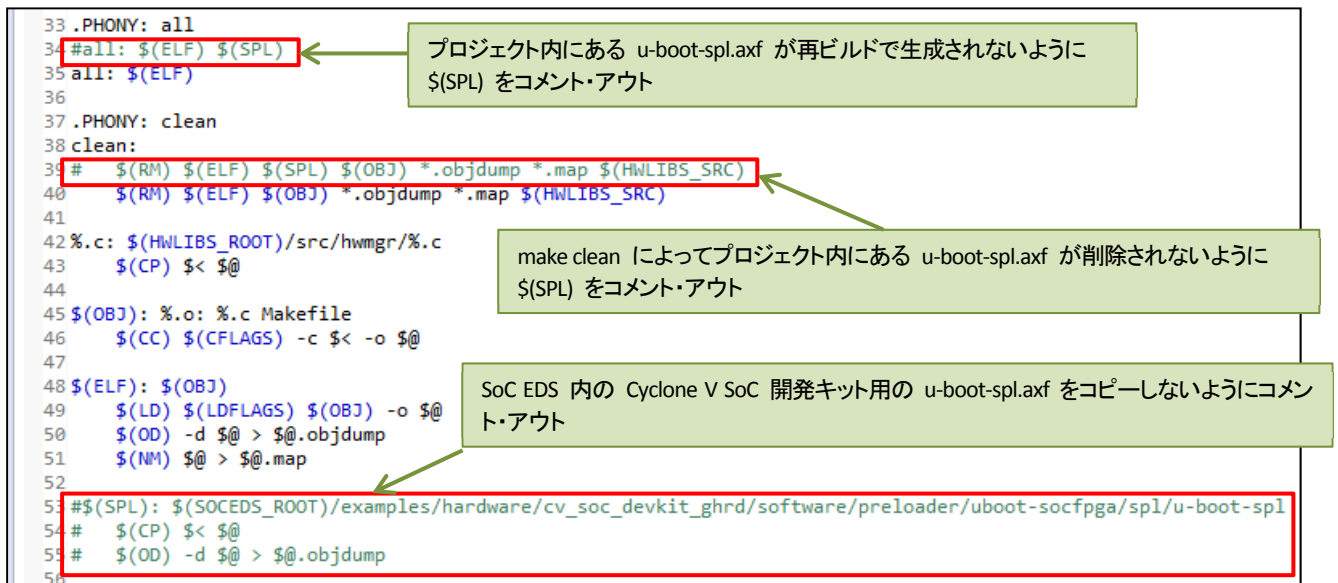 33 .PHONY: all
34 #all: $(ELF) $(SPL)
35 all: $(ELF)
36
37 .PHONY: clean
38 clean:
39 #    $(RM) $(ELF) $(SPL) $(OBJ) *.objdump *.map $(HWLIBS_SRC)
40     $(RM) $(ELF) $(OBJ) *.objdump *.map $(HWLIBS_SRC)
41
42 %.c: $(HWLIBS_ROOT)/src/hwmgr/%.c
43     $(CP) $< $@
44
45 $(OBJ): %.o: %.c Makefile
46     $(CC) $(CFLAGS) -c $< -o $@
47
48 $(ELF): $(OBJ)
49     $(LD) $(LDFLAGS) $(OBJ) -o $@
50     $(OD) -d $@ > $@.objdump
51     $(NM) $@ > $@.map
52
53 #$(SPL): $(SOCEDS_ROOT)/examples/hardware/cv_soc_devkit_ghrd/software/preloader/uboot-socfpga/spl/u-boot-spl
54 #    $(CP) $< $@
55 #    $(OD) -d $@ > $@.objdump
56
プロジェクト内にある u-boot-spl.axf が再ビルドで生成されないように
$(SPL) をコメント・アウト
make clean によってプロジェクト内にある u-boot-spl.axf が削除されないように
$(SPL) をコメント・アウト
SoC EDS 内の Cyclone V SoC 開発キット用の u-boot-spl.axf をコピーしないようにコメン
ト・アウト